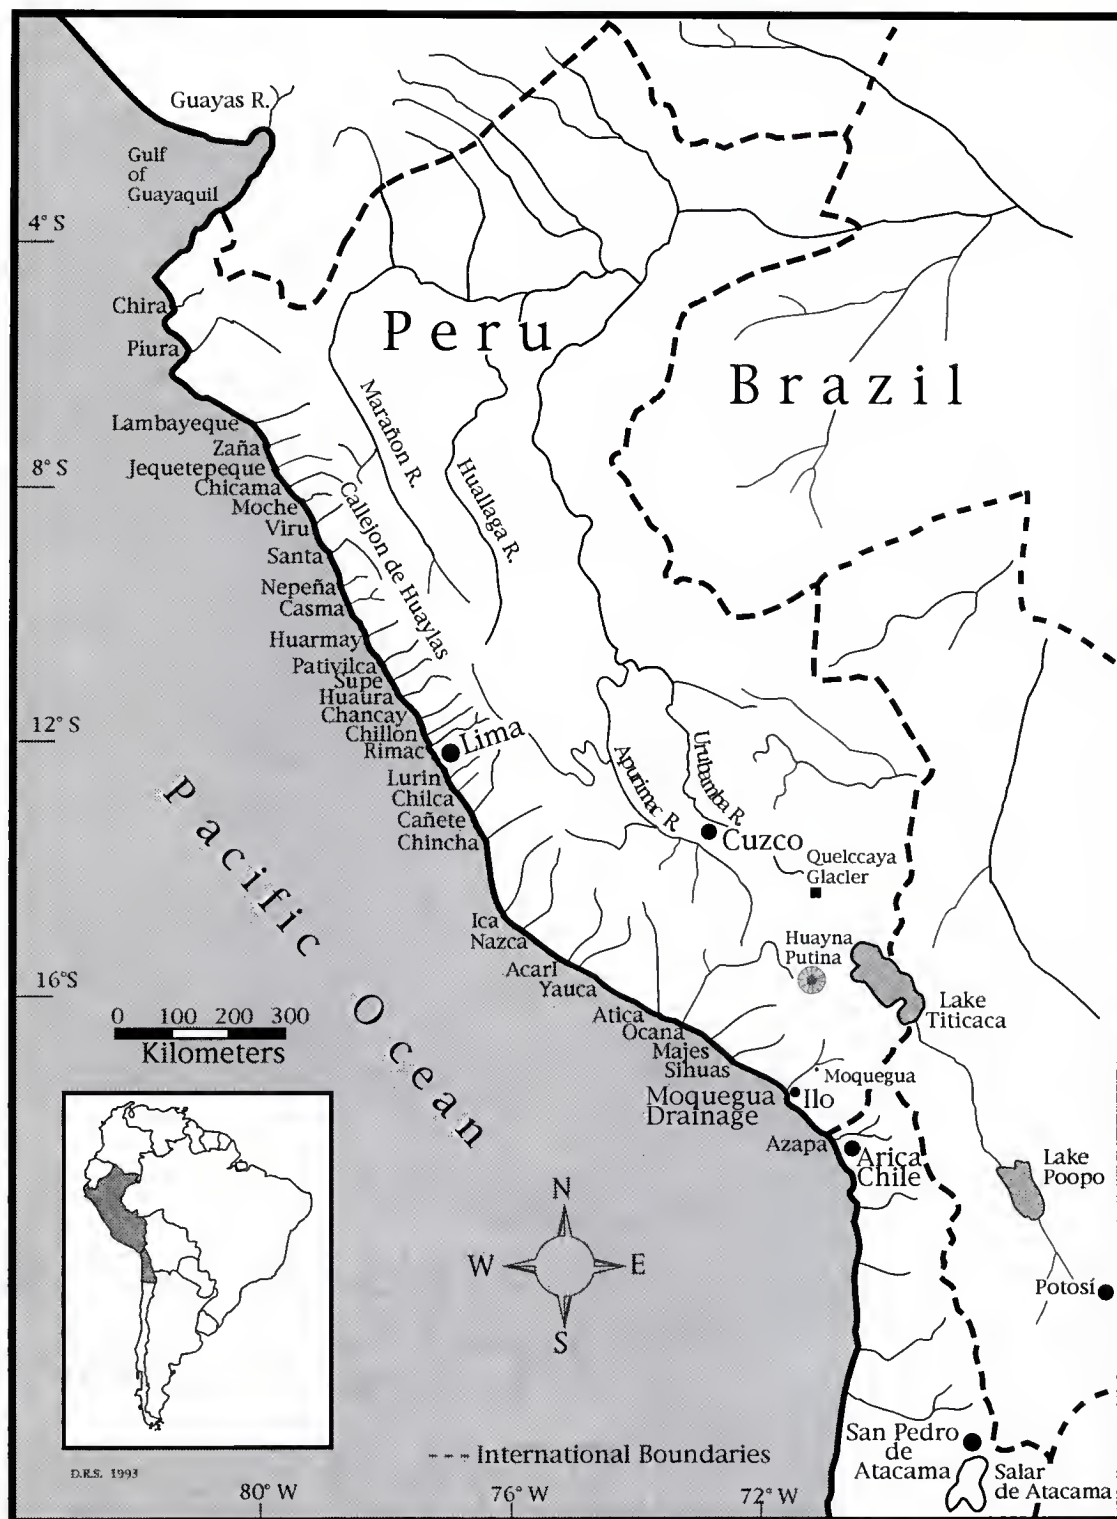 Guayas R.
Gulf
of
Guayaquil
4° S
Chira
Piura
Peru
Brazil
Marañon R.
Huallaga R.
Callejon de Huaylas
Lambayeque
Zaña
8° S
Jequetepeque
Chicama
Moche
Viru
Santa
Nepeña
Casma
Huarmay
Pativilca
Supe
Huaura
Chancay
12° S
Chillon
Rimac
Lima
Lurin
Chilca
Cañete
Chincha
Apurimac R.
Urubamba R.
Cuzco
Quelccaya
Glacier
Pacific Ocean
Ica
Nazca
Acari
Yauca
Huayna
Putina
16°S
Atica
Ocana
Majes
Sihuas
Lake
Titicaca
0 100 200 300
Kilometers
Moquegua
Moquegua
Drainage
Ilo
Azapa
Arica
Chile
Lake
Poopo
N
W
E
S
Potosí
San Pedro
de
Atacama
Salar
de Atacama
International Boundaries
D.R.S. 1993
80° W
76° W
72° W